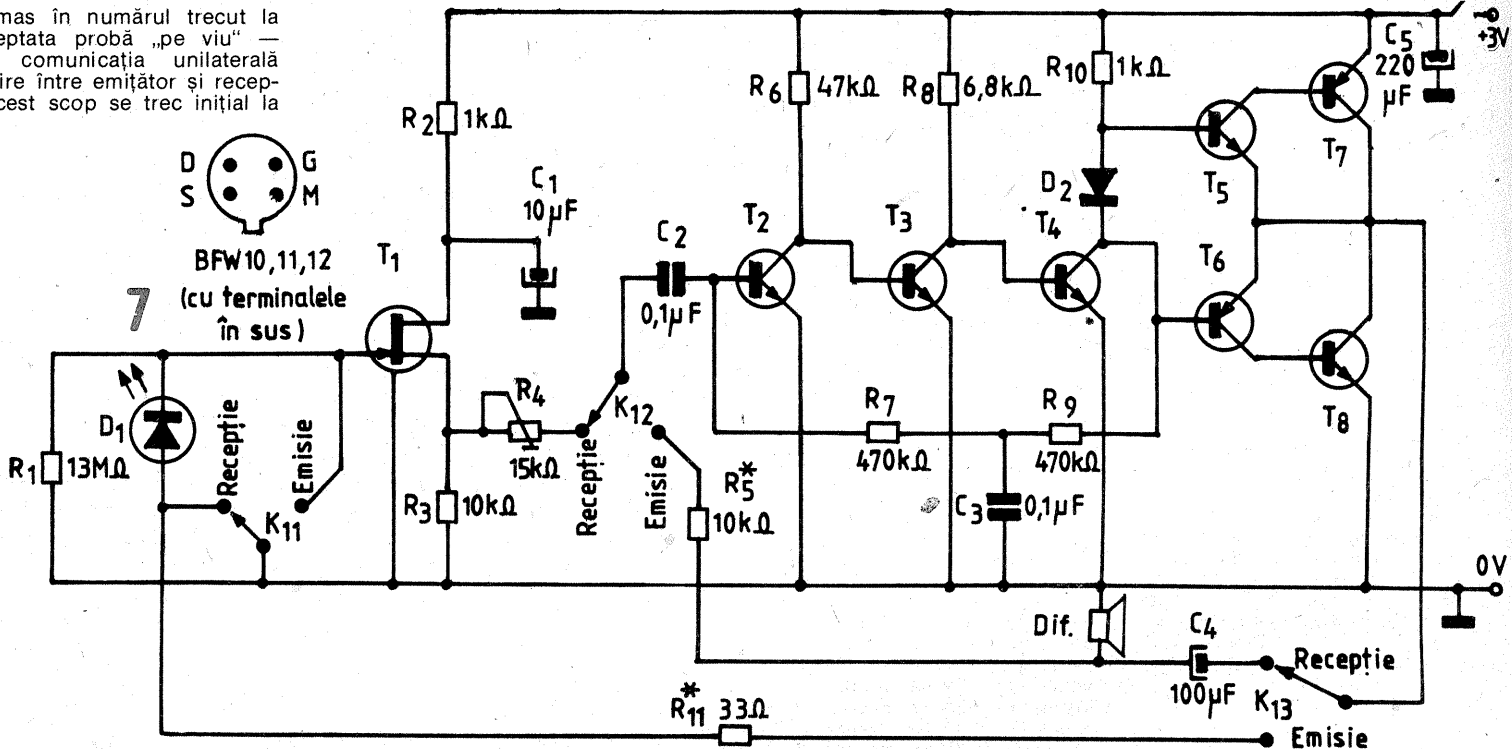 mas în numărul trecut la
eptata probă „pe viu“ —
comunicația unilaterală
ire între emițător și recep-
cest scop se trec inițial la
D G
S M
BFW10,11,12
(cu terminalele
în sus)
7
T1
R2 1kΩ
C1
10μF
R1 13MΩ
D1
Recepție
Emisie
K11
R3 10kΩ
R4
15kΩ
Recepție
K12
Emisie
R5*
10kΩ
C2
0,1μF
T2
R6 47kΩ
T3
R8 6,8kΩ
R7
470kΩ
C3 0,1μF
R9
470kΩ
T4
D2
R10 1kΩ
T5
T6
T7
T8
C5
220
μF
+3V
0V
Dif.
C4
100μF
Recepție
K13
Emisie
R11* 33Ω